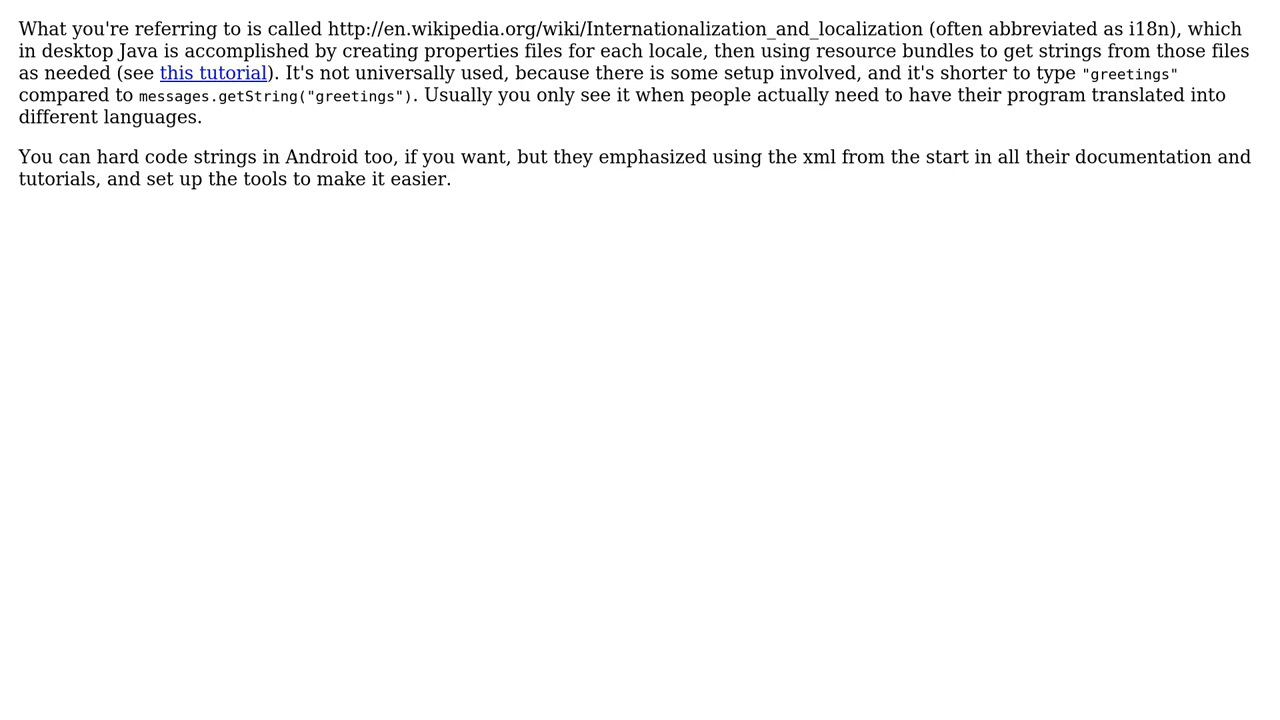 What you're referring to is called http://en.wikipedia.org/wiki/Internationalization_and_localization (often abbreviated as i18n), which
in desktop Java is accomplished by creating properties files for each locale, then using resource bundles to get strings from those files
as needed (see this tutorial). It's not universally used, because there is some setup involved, and it's shorter to type "greetings"
compared to messages.getString("greetings"). Usually you only see it when people actually need to have their program translated into
different languages.
You can hard code strings in Android too, if you want, but they emphasized using the xml from the start in all their documentation and
tutorials, and set up the tools to make it easier.